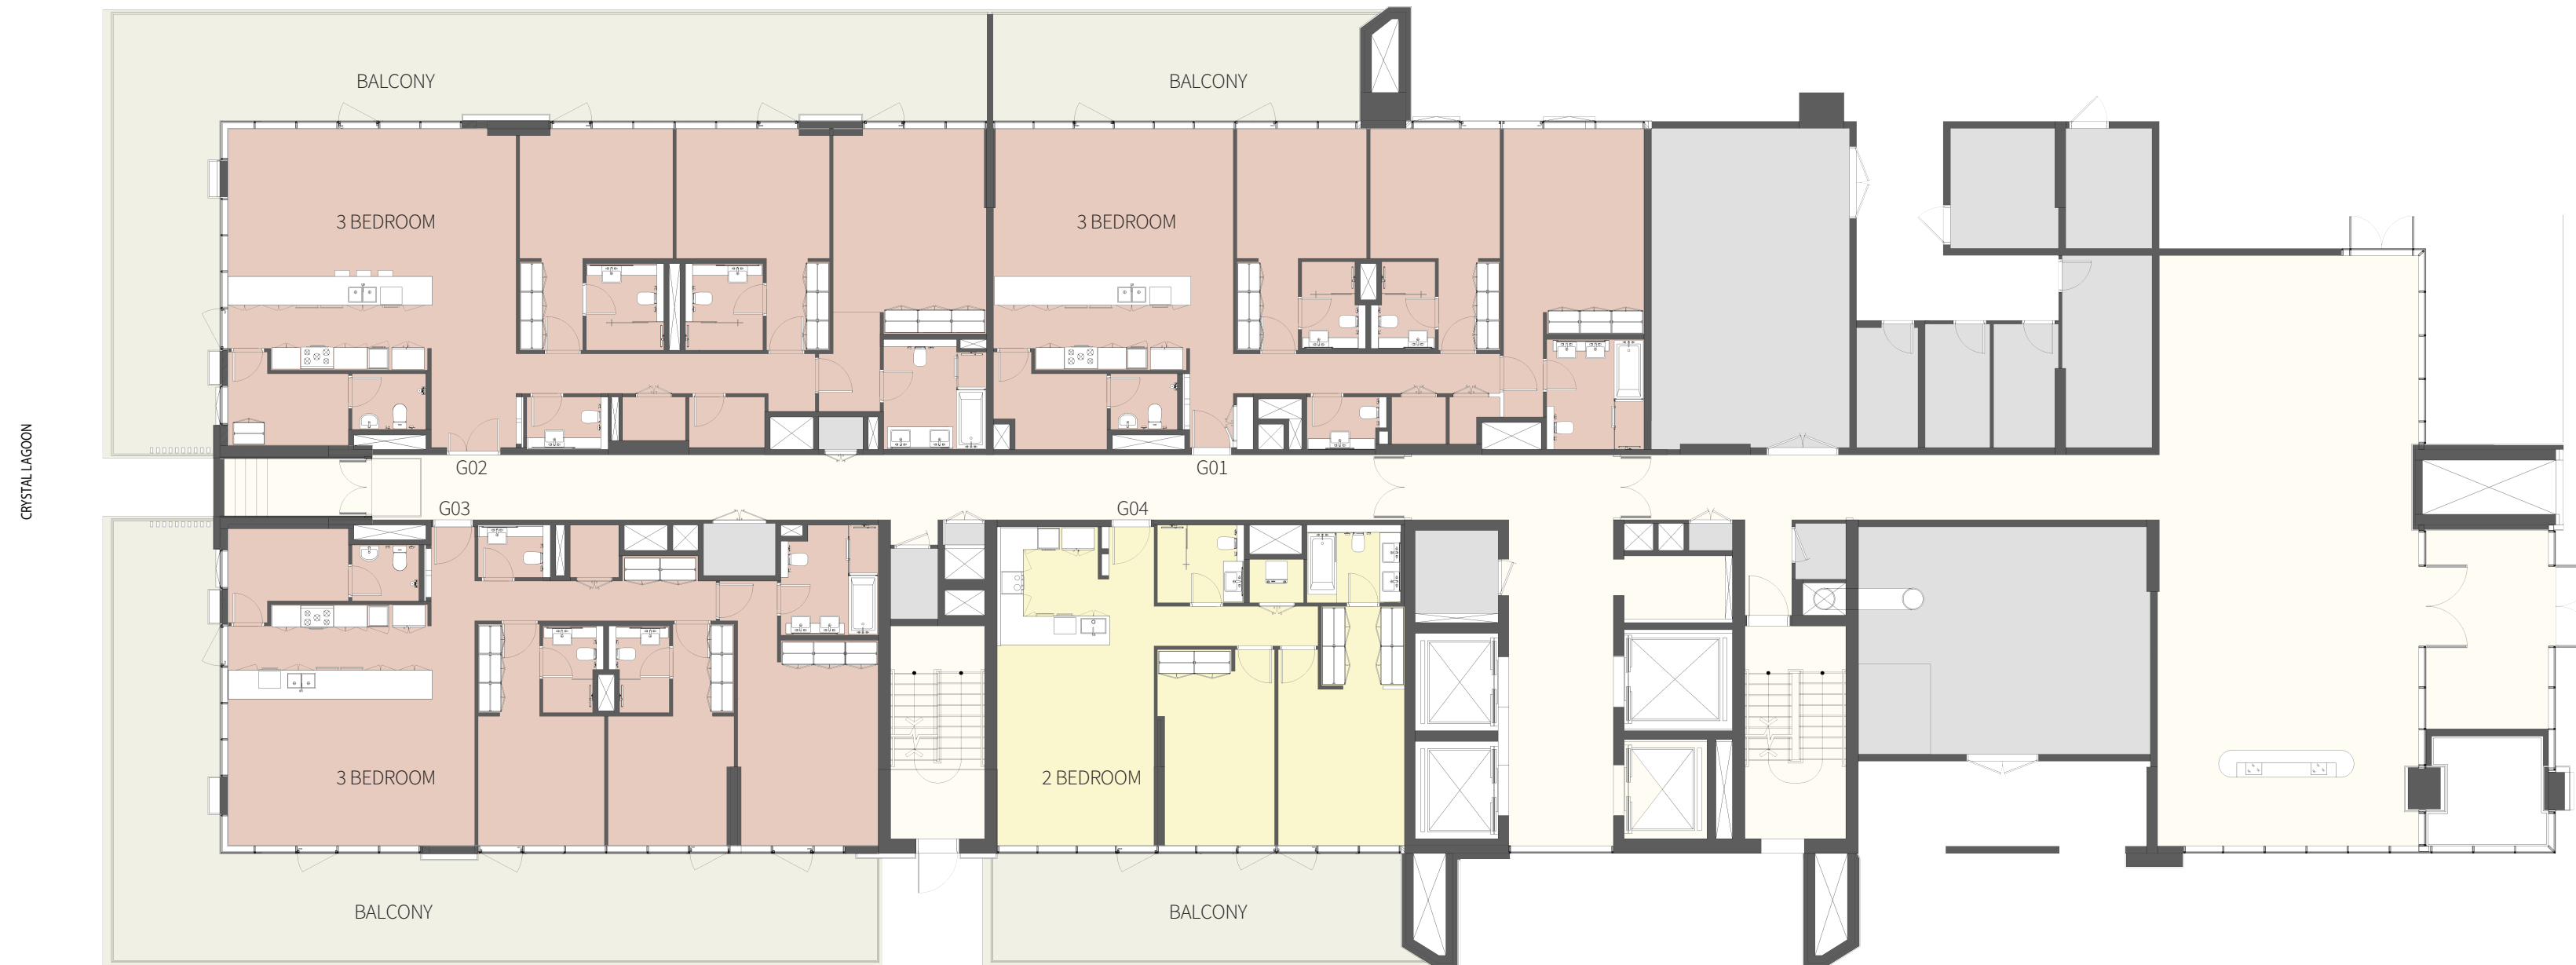 BALCONY
BALCONY
3 BEDROOM
3 BEDROOM
CRYSTAL LAGOON
G02
G01
G03
G04
3 BEDROOM
2 BEDROOM
BALCONY
BALCONY